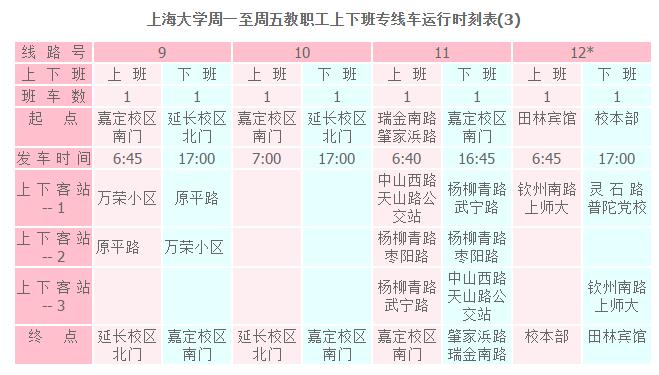 上海大学周一至周五教职工上下班专线车运行时刻表(3)
线路号 9 10 11 12*
上下班 上班 下班 上班 下班 上班 下班 上班 下班
班车数 1 1 1 1 1 1 1 1
起点 嘉定校区南门 延长校区北门 嘉定校区南门 延长校区北门 瑞金南路肇家浜路 嘉定校区南门 田林宾馆 校本部
发车时间 6:45 17:00 7:00 17:00 6:40 16:45 6:45 17:00
上下客站--1 万荣小区 原平路 中山西路天山路公交站 杨柳青路武宁路 钦州南路上师大 灵石路普陀党校
上下客站--2 原平路 万荣小区 杨柳青路枣阳路 杨柳青路枣阳路
上下客站--3 杨柳青路武宁路 中山西路天山路公交站 钦州南路上师大
终点 延长校区北门 嘉定校区南门 延长校区北门 嘉定校区南门 嘉定校区南门 肇家浜路瑞金南路 校本部 田林宾馆